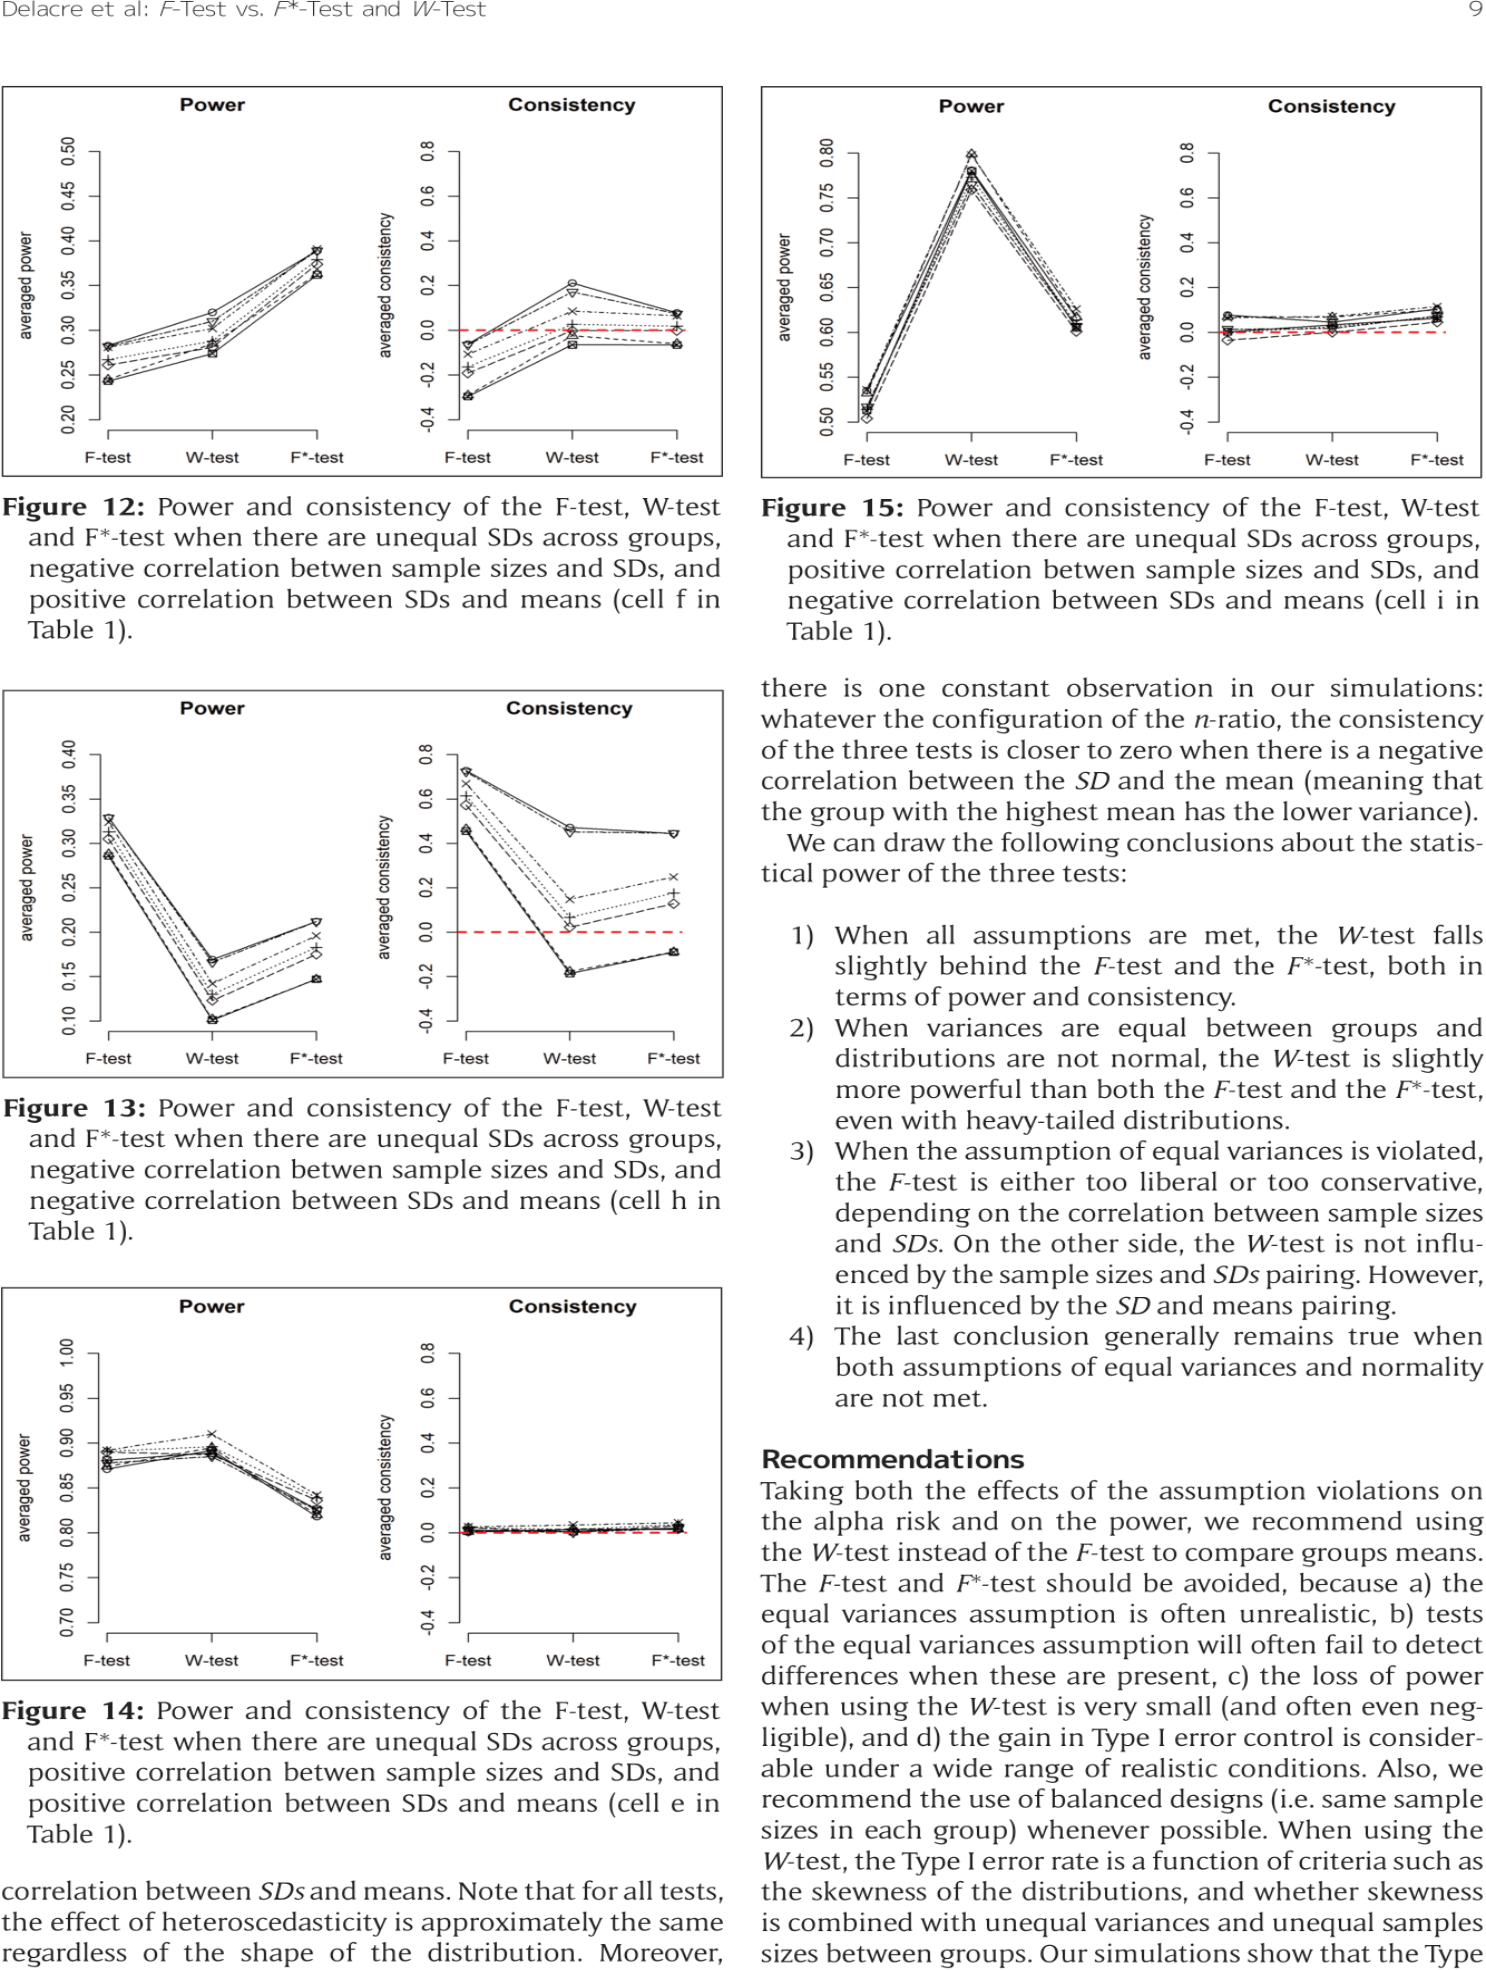 Delacre et al: F-Test vs. F*-Test and W-Test
9
Power
Consistency
averaged power
0.20 0.25 0.30 0.35 0.40 0.45 0.50
averaged consistency
-0.4 -0.2 0.0 0.2 0.4 0.6 0.8
F-test W-test F*-test
F-test W-test F*-test
Figure 12: Power and consistency of the F-test, W-test
and F*-test when there are unequal SDs across groups,
negative correlation betwen sample sizes and SDs, and
positive correlation between SDs and means (cell f in
Table 1).
Power
Consistency
averaged power
0.10 0.15 0.20 0.25 0.30 0.35 0.40
averaged consistency
-0.4 -0.2 0.0 0.2 0.4 0.6 0.8
F-test W-test F*-test
F-test W-test F*-test
Figure 13: Power and consistency of the F-test, W-test
and F*-test when there are unequal SDs across groups,
negative correlation betwen sample sizes and SDs, and
negative correlation between SDs and means (cell h in
Table 1).
Power
Consistency
averaged power
0.70 0.75 0.80 0.85 0.90 0.95 1.00
averaged consistency
-0.4 -0.2 0.0 0.2 0.4 0.6 0.8
F-test W-test F*-test
F-test W-test F*-test
Figure 14: Power and consistency of the F-test, W-test
and F*-test when there are unequal SDs across groups,
positive correlation betwen sample sizes and SDs, and
positive correlation between SDs and means (cell e in
Table 1).
correlation between SDs and means. Note that for all tests,
the effect of heteroscedasticity is approximately the same
regardless of the shape of the distribution. Moreover,
Power
Consistency
averaged power
0.50 0.55 0.60 0.65 0.70 0.75 0.80
averaged consistency
-0.4 -0.2 0.0 0.2 0.4 0.6 0.8
F-test W-test F*-test
F-test W-test F*-test
Figure 15: Power and consistency of the F-test, W-test
and F*-test when there are unequal SDs across groups,
positive correlation betwen sample sizes and SDs, and
negative correlation between SDs and means (cell i in
Table 1).
there is one constant observation in our simulations:
whatever the configuration of the n-ratio, the consistency
of the three tests is closer to zero when there is a negative
correlation between the SD and the mean (meaning that
the group with the highest mean has the lower variance).
We can draw the following conclusions about the statis-
tical power of the three tests:
1) When all assumptions are met, the W-test falls
slightly behind the F-test and the F*-test, both in
terms of power and consistency.
2) When variances are equal between groups and
distributions are not normal, the W-test is slightly
more powerful than both the F-test and the F*-test,
even with heavy-tailed distributions.
3) When the assumption of equal variances is violated,
the F-test is either too liberal or too conservative,
depending on the correlation between sample sizes
and SDs. On the other side, the W-test is not influ-
enced by the sample sizes and SDs pairing. However,
it is influenced by the SD and means pairing.
4) The last conclusion generally remains true when
both assumptions of equal variances and normality
are not met.
Recommendations
Taking both the effects of the assumption violations on
the alpha risk and on the power, we recommend using
the W-test instead of the F-test to compare groups means.
The F-test and F*-test should be avoided, because a) the
equal variances assumption is often unrealistic, b) tests
of the equal variances assumption will often fail to detect
differences when these are present, c) the loss of power
when using the W-test is very small (and often even neg-
ligible), and d) the gain in Type I error control is consider-
able under a wide range of realistic conditions. Also, we
recommend the use of balanced designs (i.e. same sample
sizes in each group) whenever possible. When using the
W-test, the Type I error rate is a function of criteria such as
the skewness of the distributions, and whether skewness
is combined with unequal variances and unequal samples
sizes between groups. Our simulations show that the Type